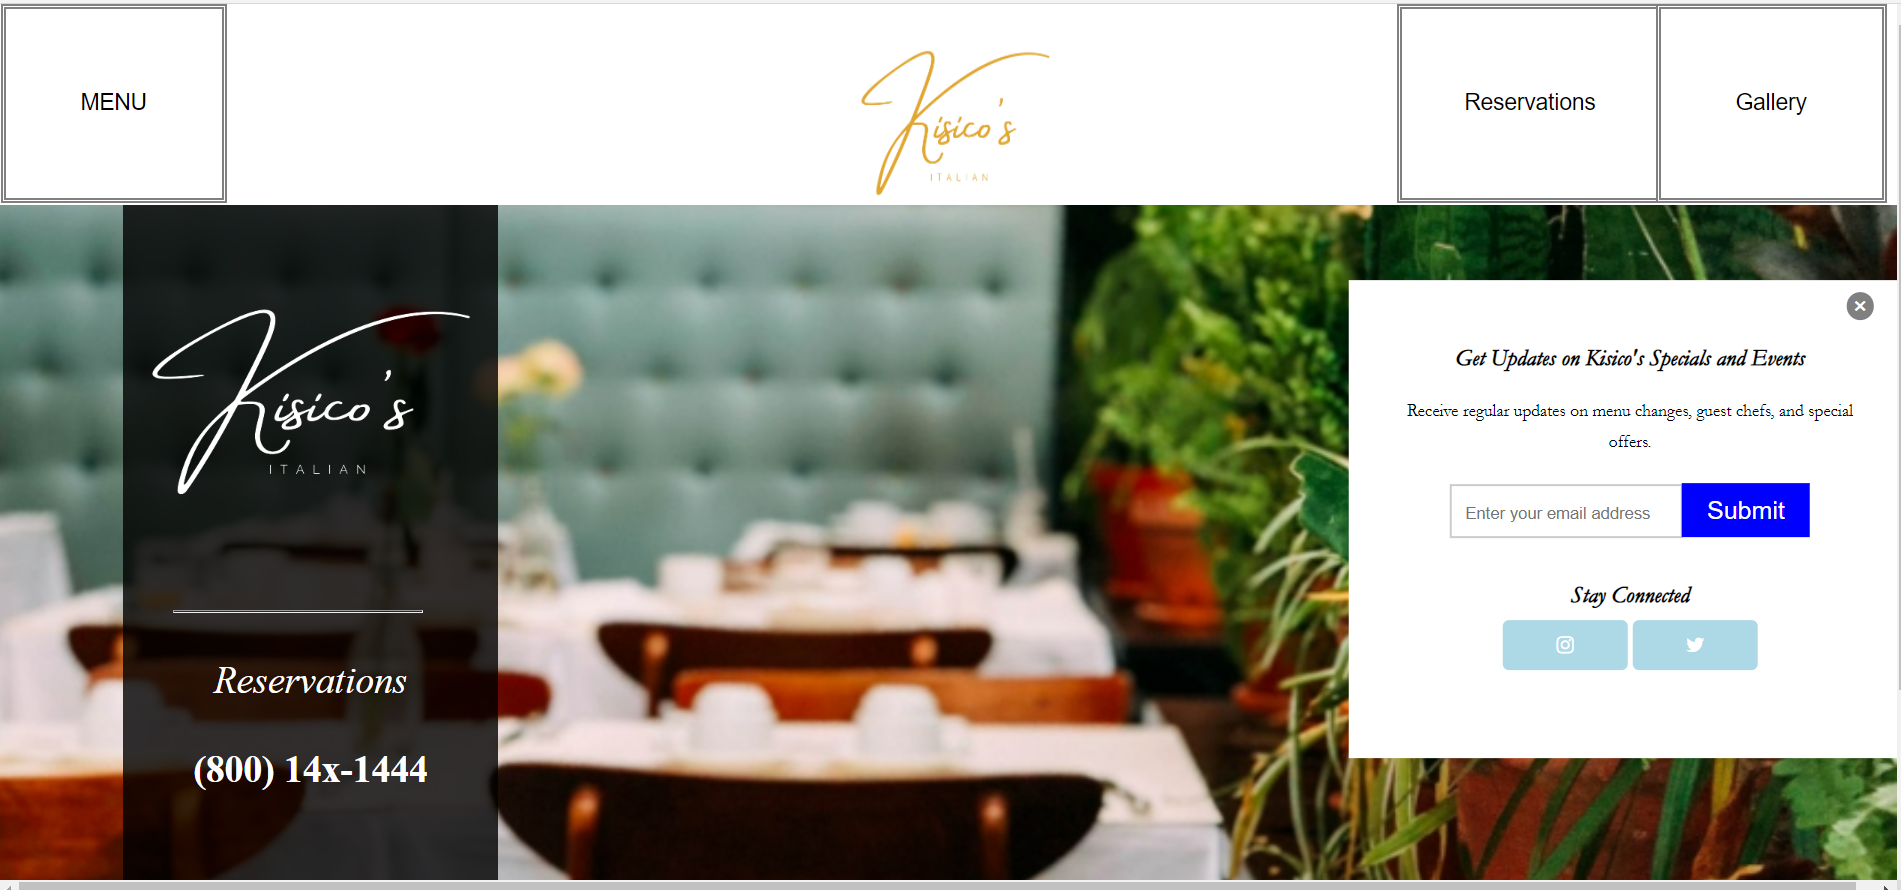 MENU
Kisico's
ITALIAN
Reservations
Gallery
Kisico's
ITALIAN
Reservations
(800) 14x-1444
Get Updates on Kisico's Specials and Events
Receive regular updates on menu changes, guest chefs, and special
offers.
Enter your email address
Submit
Stay Connected